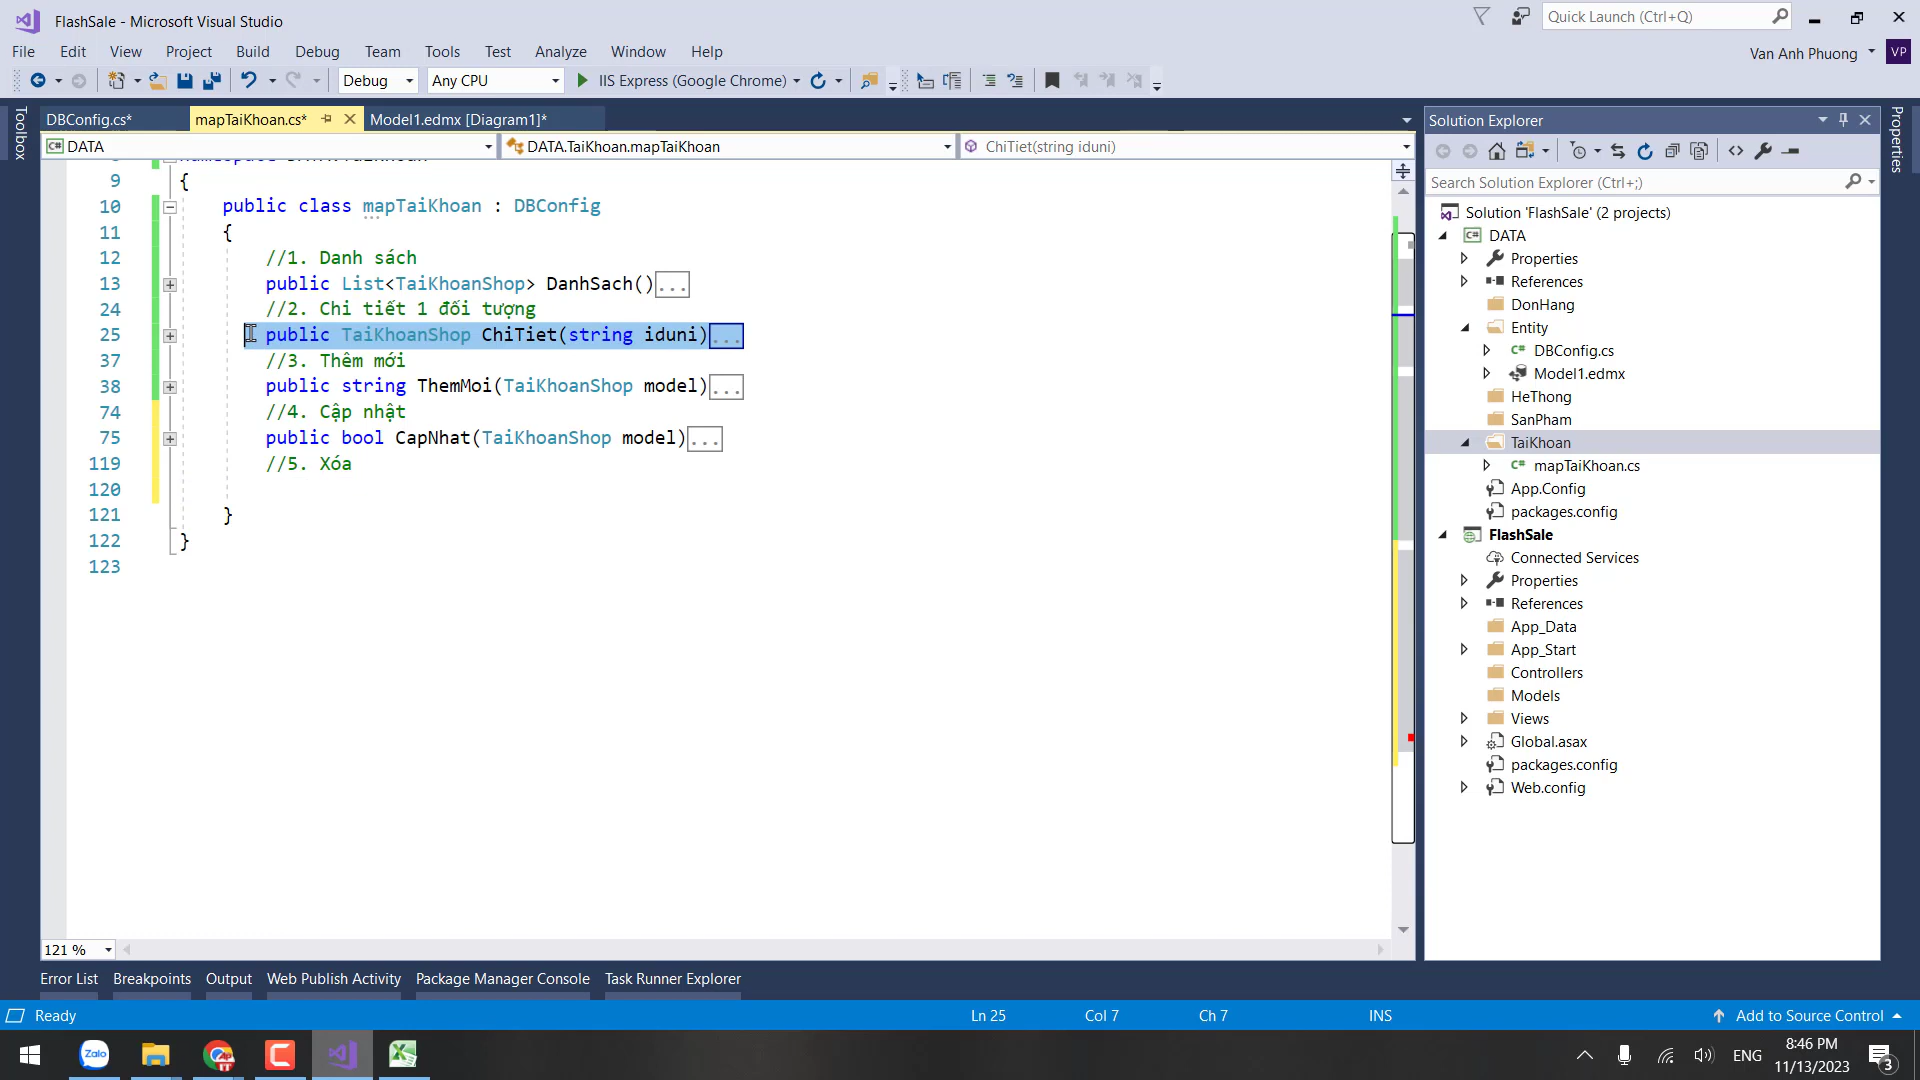 FlashSale - Microsoft Visual Studio
Quick Launch (Ctrl+Q)
File Edit View Project Build Debug Team Tools Test Analyze Window Help
Van Anh Phuong VP
Debug Any CPU IIS Express (Google Chrome)
Toolbox
DBConfig.cs* mapTaiKhoan.cs* Model1.edmx [Diagram1]*
C# DATA DATA.TaiKhoan.mapTaiKhoan ChiTiet(string iduni)
9 {
10 public class mapTaiKhoan : DBConfig
11 {
12 //1. Danh sách
13 public List<TaiKhoanShop> DanhSach()...
24 //2. Chi tiết 1 đối tượng
25 public TaiKhoanShop ChiTiet(string iduni)...
37 //3. Thêm mới
38 public string ThemMoi(TaiKhoanShop model)...
74 //4. Cập nhật
75 public bool CapNhat(TaiKhoanShop model)...
119 //5. Xóa
120
121 }
122 }
123
121 %
Solution Explorer
Properties
Search Solution Explorer (Ctrl+;)
Solution 'FlashSale' (2 projects)
C# DATA
Properties
References
DonHang
Entity
C# DBConfig.cs
Model1.edmx
HeThong
SanPham
TaiKhoan
C# mapTaiKhoan.cs
App.Config
packages.config
FlashSale
Connected Services
Properties
References
App_Data
App_Start
Controllers
Models
Views
Global.asax
packages.config
Web.config
Error List Breakpoints Output Web Publish Activity Package Manager Console Task Runner Explorer
Ready Ln 25 Col 7 Ch 7 INS Add to Source Control
Zalo
ENG
8:46 PM
11/13/2023
3